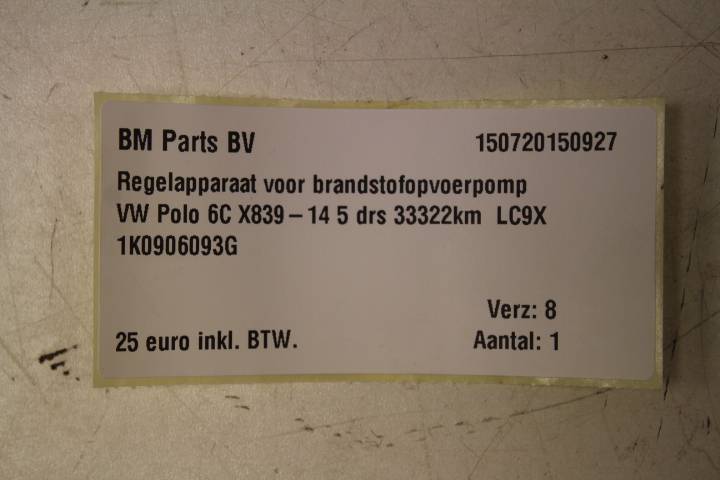 BM Parts BV 150720150927
Regelapparaat voor brandstofopvoerpomp
VW Polo 6C X839-14 5 drs 33322km LC9X
1K0906093G
Verz: 8
25 euro inkl. BTW. Aantal: 1